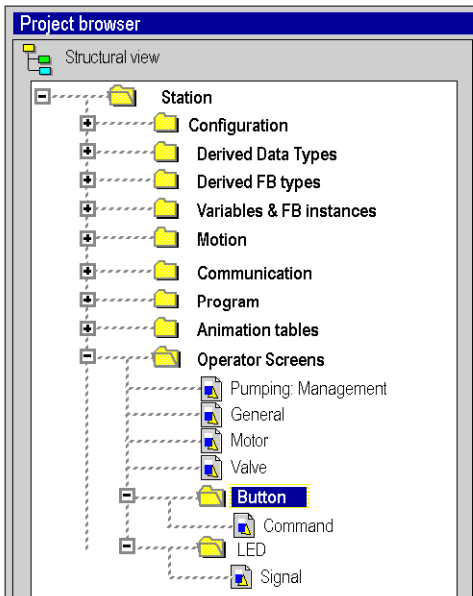 Project browser
Structural view
Station
Configuration
Derived Data Types
Derived FB types
Variables & FB instances
Motion
Communication
Program
Animation tables
Operator Screens
Pumping: Management
General
Motor
Valve
Button
Command
LED
Signal